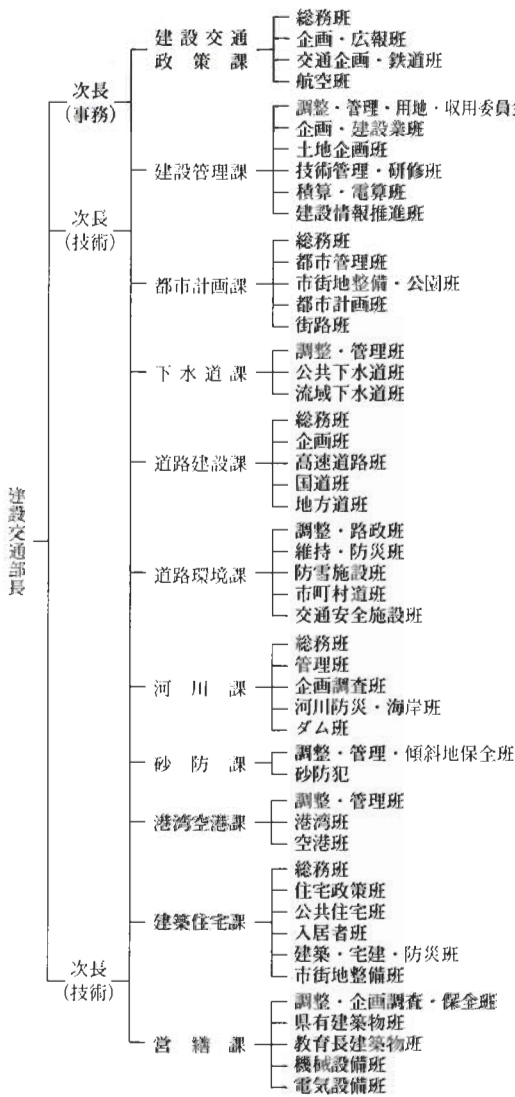 建設交通部長
次長
(事務)
次長
(技術)
次長
(技術)
建設交通
政策課
総務班
企画・広報班
交通企画・鉄道班
航空班
建設管理課
調整・管理・用地・収用委員
企画・建設業班
土地企画班
技術管理・研修班
積算・電算班
建設情報推進班
都市計画課
総務班
都市管理班
市街地整備・公園班
都市計画班
街路班
下水道課
調整・管理班
公共下水道班
流域下水道班
道路建設課
総務班
企画班
高速道路班
国道班
地方道班
道路環境課
調整・路政班
維持・防災班
防雪施設班
市町村道班
交通安全施設班
河川課
総務班
管理班
企画調査班
河川防災・海岸班
ダム班
砂防課
調整・管理・傾斜地保全班
砂防犯
港湾空港課
調整・管理班
港湾班
空港班
建築住宅課
総務班
住宅政策班
公共住宅班
入居者班
建築・宅建・防災班
市街地整備班
営繕課
調整・企画調査・保全班
県有建築物班
教育長建築物班
機械設備班
電気設備班